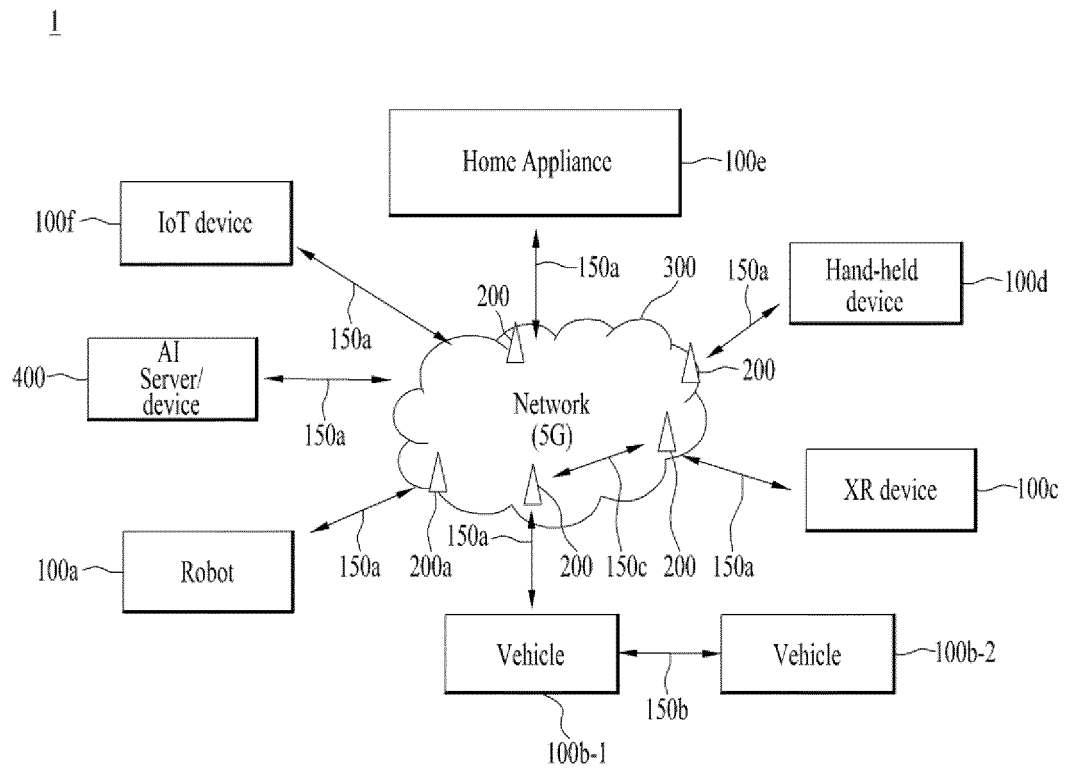 1
Home Appliance
100e
IoT device
100f
150a
300
150a
Hand-held
device
100d
200
150a
AI
Server/
device
400
150a
200
Network
(5G)
XR device
100c
150a
Robot
100a
150a
200a
150a
200
150c
200
150a
Vehicle
Vehicle
100b-2
150b
100b-1